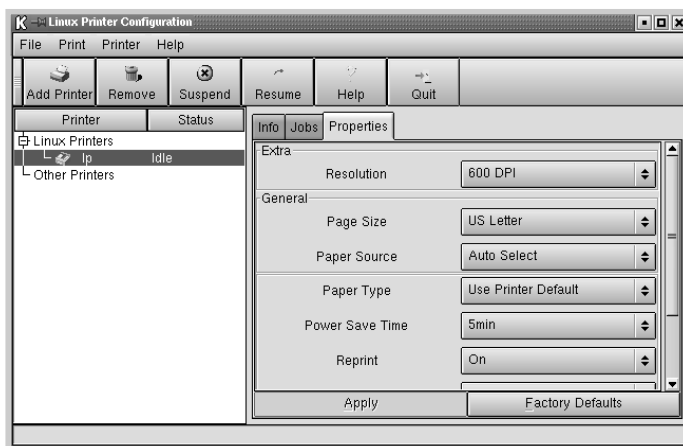 Linux Printer Configuration
File Print Printer Help
Add Printer Remove Suspend Resume Help Quit
Printer Status
Linux Printers
lp Idle
Other Printers
Info Jobs Properties
Extra
Resolution 600 DPI
General
Page Size US Letter
Paper Source Auto Select
Paper Type Use Printer Default
Power Save Time 5min
Reprint On
Apply Factory Defaults